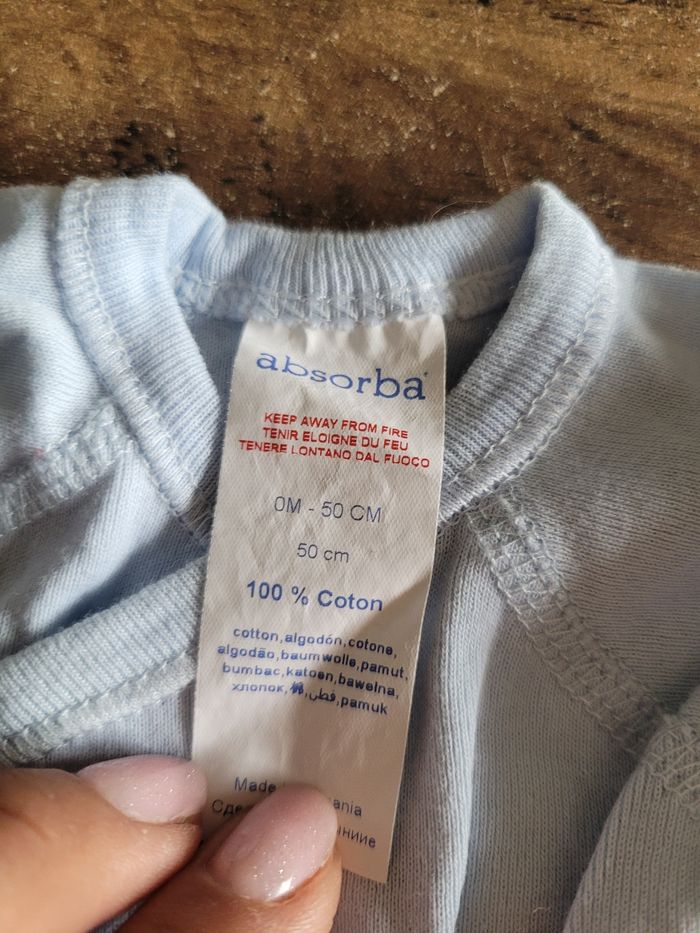 absorba
KEEP AWAY FROM FIRE
TENIR ELOIGNE DU FEU
TENERE LONTANO DAL FUOCO
0M - 50 CM
50 cm
100 % Coton
cotton,algodón,cotone,
algodão,baumwolle,pamut,
bumbac,katoen,bawełna,
хлопок,棉,قطن,pamuk
Made